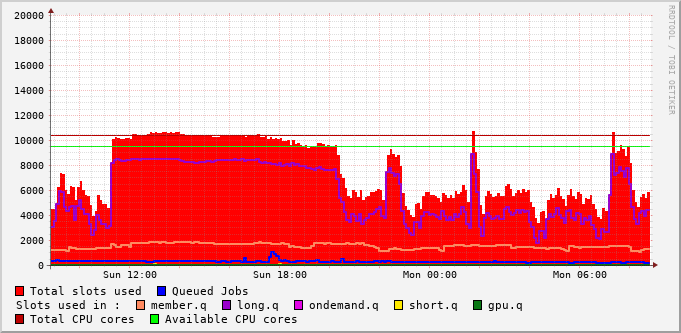 20000
18000
16000
14000
12000
10000
8000
6000
4000
2000
0
Sun 12:00 Sun 18:00 Mon 00:00 Mon 06:00
RRDTOOL / TOBI OETIKER
Total slots used Queued Jobs
Slots used in : member.q long.q ondemand.q short.q gpu.q
Total CPU cores Available CPU cores